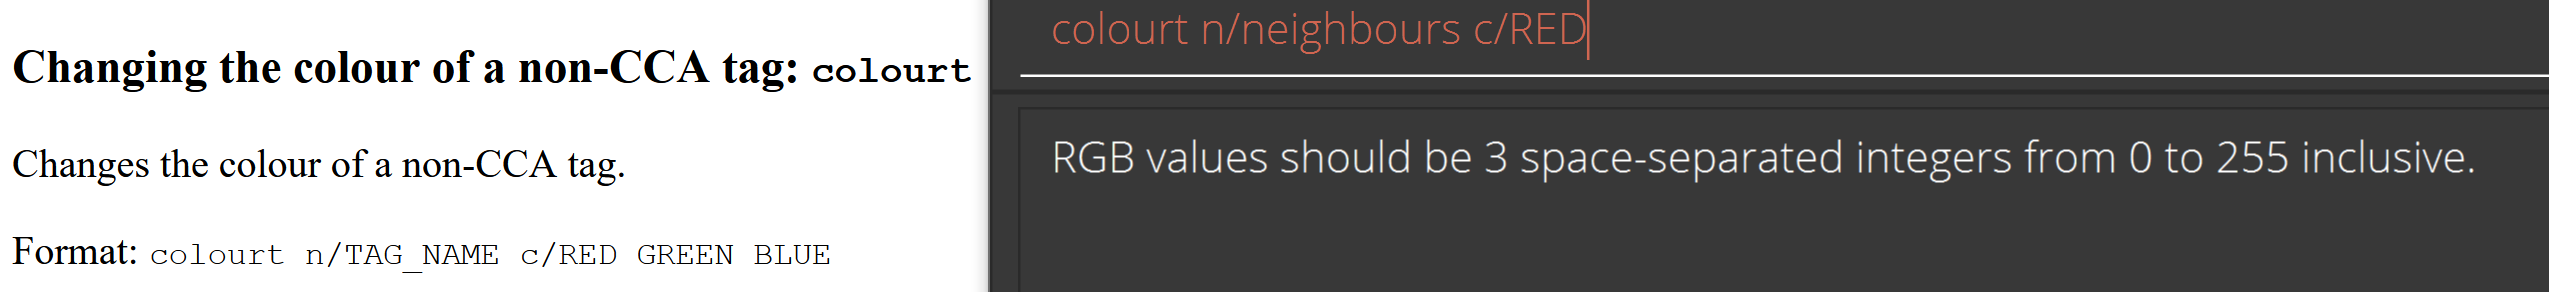 Changing the colour of a non-CCA tag: colourt
Changes the colour of a non-CCA tag.
Format: colourt n/TAG_NAME c/RED GREEN BLUE
colourt n/neighbours c/RED
RGB values should be 3 space-separated integers from 0 to 255 inclusive.